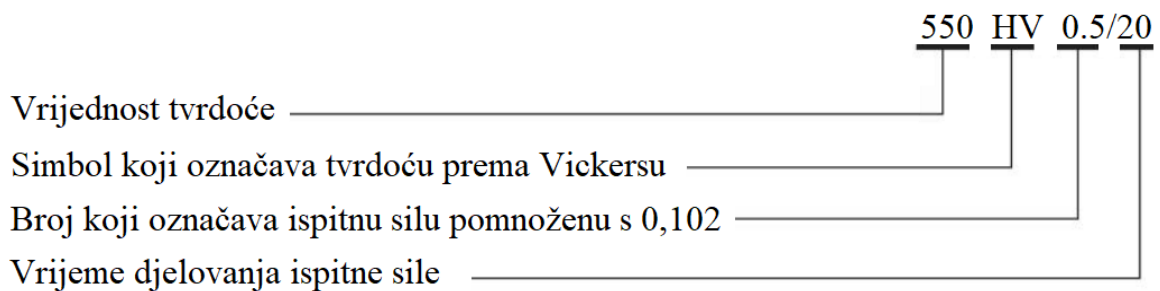 550 HV 0.5/20
Vrijednost tvrdoće
Simbol koji označava tvrdoću prema Vickersu
Broj koji označava ispitnu silu pomnoženu s 0,102
Vrijeme djelovanja ispitne sile